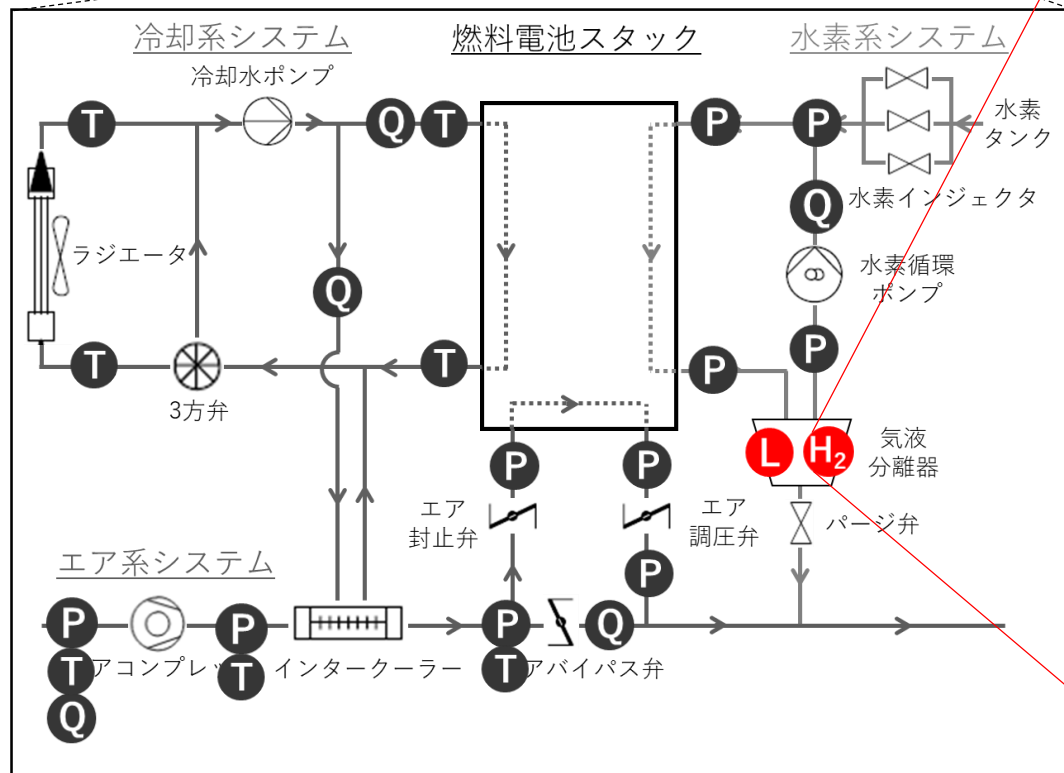 冷却系システム
燃料電池スタック
水素系システム
冷却水ポンプ
T
Q
T
P
P
水素
タンク
Q
水素インジェクタ
ラジエータ
水素循環
ポンプ
Q
T
T
P
P
3方弁
L
H₂
気液
分離器
P
P
エア
封止弁
エア
調圧弁
パージ弁
P
エア系システム
P
P
P
Q
T
アコンプレッ
T
インタークーラー
T
アバイパス弁
Q